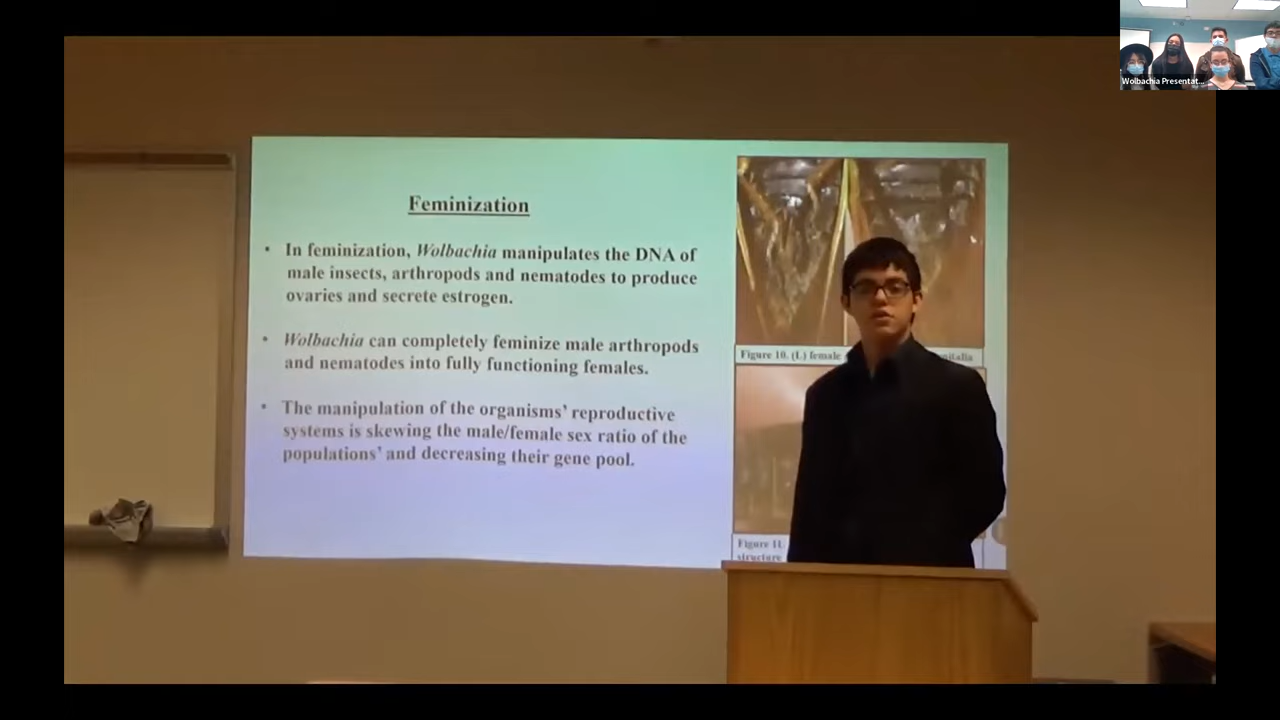 Wolbachia Presentat...
Feminization
• In feminization, Wolbachia manipulates the DNA of
male insects, arthropods and nematodes to produce
ovaries and secrete estrogen.
• Wolbachia can completely feminize male arthropods
and nematodes into fully functioning females.
• The manipulation of the organisms’ reproductive
systems is skewing the male/female sex ratio of the
populations’ and decreasing their gene pool.
Figure 10. (L) female
Figure 11.
structure